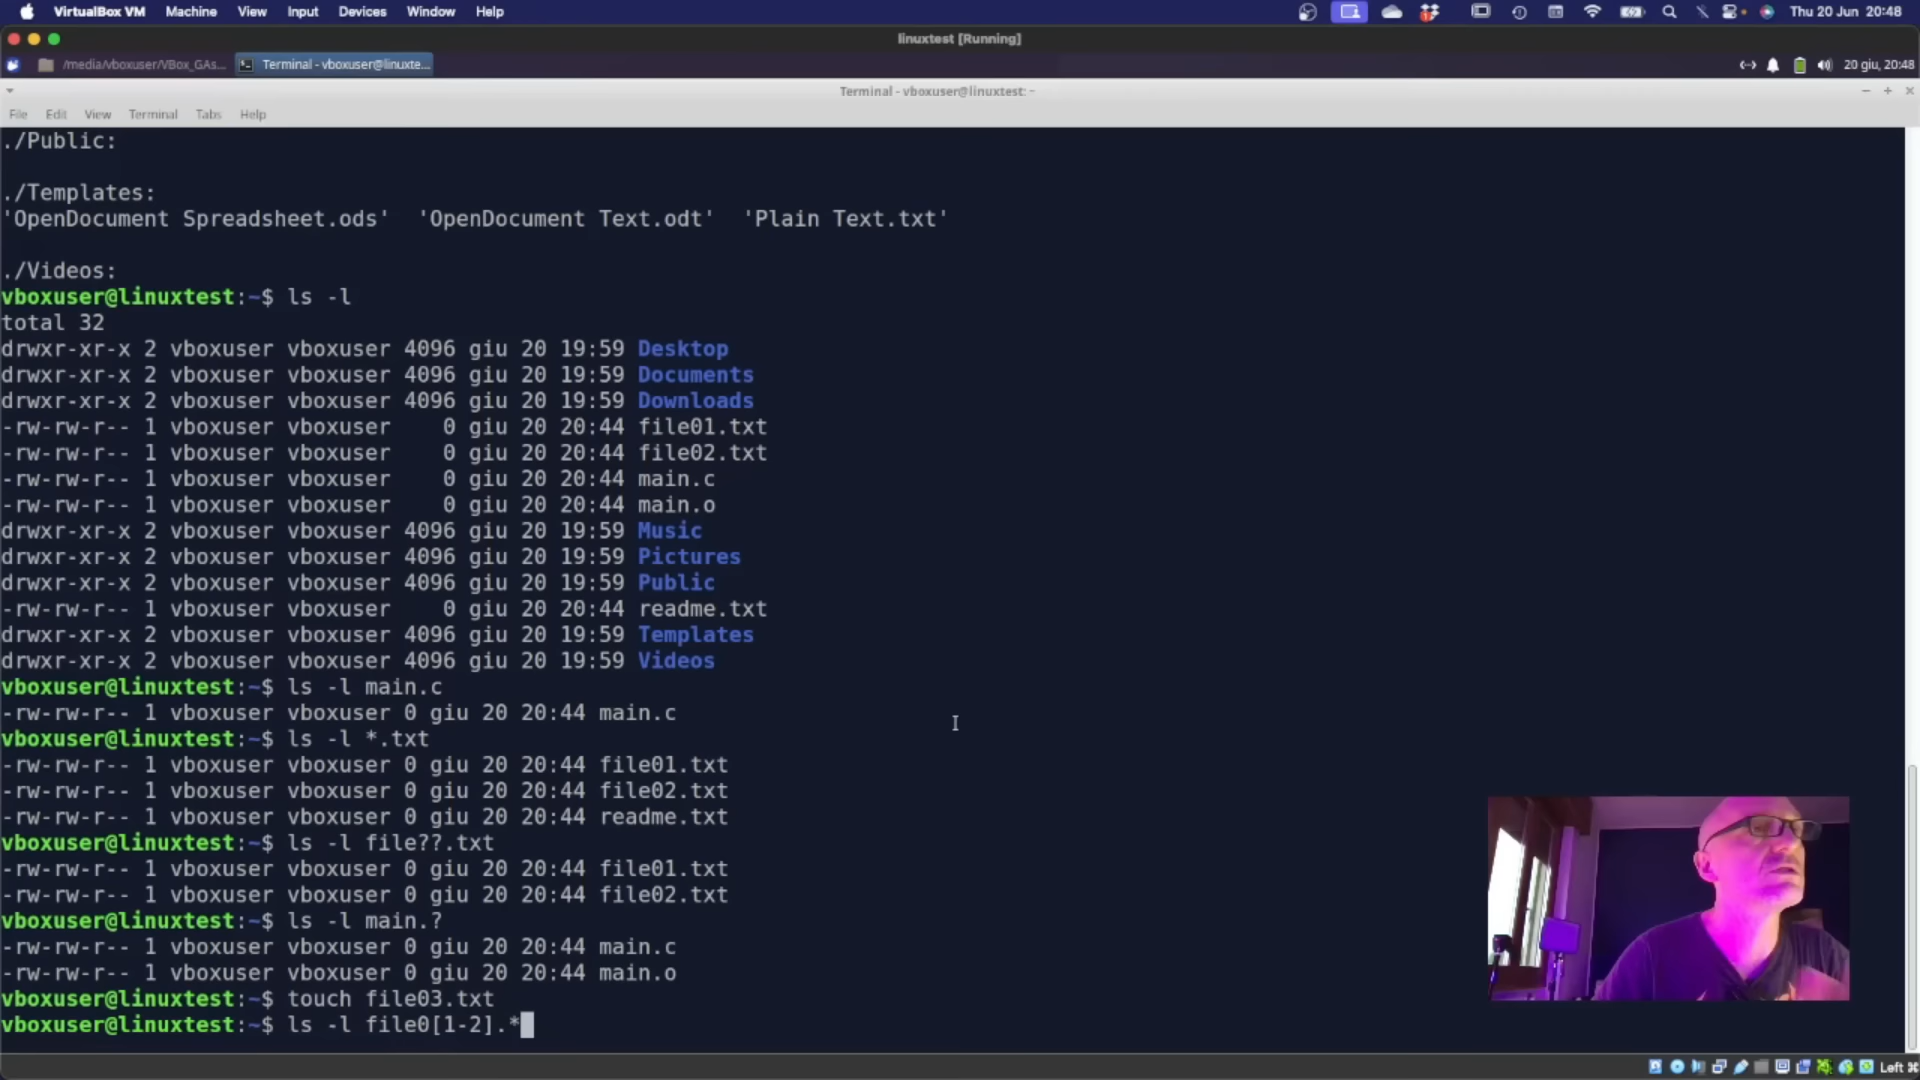 VirtualBox VM Machine View Input Devices Window Help Thu 20 Jun 20:48
linuxtest [Running]
/media/vboxuser/VBox_GAs... Terminal - vboxuser@linuxte... 20 giu, 20:48
Terminal - vboxuser@linuxtest: ~
File Edit View Terminal Tabs Help
./Public:
./Templates:
'OpenDocument Spreadsheet.ods' 'OpenDocument Text.odt' 'Plain Text.txt'
./Videos:
vboxuser@linuxtest:~$ ls -l
total 32
drwxr-xr-x 2 vboxuser vboxuser 4096 giu 20 19:59 Desktop
drwxr-xr-x 2 vboxuser vboxuser 4096 giu 20 19:59 Documents
drwxr-xr-x 2 vboxuser vboxuser 4096 giu 20 19:59 Downloads
-rw-rw-r-- 1 vboxuser vboxuser    0 giu 20 20:44 file01.txt
-rw-rw-r-- 1 vboxuser vboxuser    0 giu 20 20:44 file02.txt
-rw-rw-r-- 1 vboxuser vboxuser    0 giu 20 20:44 main.c
-rw-rw-r-- 1 vboxuser vboxuser    0 giu 20 20:44 main.o
drwxr-xr-x 2 vboxuser vboxuser 4096 giu 20 19:59 Music
drwxr-xr-x 2 vboxuser vboxuser 4096 giu 20 19:59 Pictures
drwxr-xr-x 2 vboxuser vboxuser 4096 giu 20 19:59 Public
-rw-rw-r-- 1 vboxuser vboxuser    0 giu 20 20:44 readme.txt
drwxr-xr-x 2 vboxuser vboxuser 4096 giu 20 19:59 Templates
drwxr-xr-x 2 vboxuser vboxuser 4096 giu 20 19:59 Videos
vboxuser@linuxtest:~$ ls -l main.c
-rw-rw-r-- 1 vboxuser vboxuser 0 giu 20 20:44 main.c
vboxuser@linuxtest:~$ ls -l *.txt
-rw-rw-r-- 1 vboxuser vboxuser 0 giu 20 20:44 file01.txt
-rw-rw-r-- 1 vboxuser vboxuser 0 giu 20 20:44 file02.txt
-rw-rw-r-- 1 vboxuser vboxuser 0 giu 20 20:44 readme.txt
vboxuser@linuxtest:~$ ls -l file??.txt
-rw-rw-r-- 1 vboxuser vboxuser 0 giu 20 20:44 file01.txt
-rw-rw-r-- 1 vboxuser vboxuser 0 giu 20 20:44 file02.txt
vboxuser@linuxtest:~$ ls -l main.?
-rw-rw-r-- 1 vboxuser vboxuser 0 giu 20 20:44 main.c
-rw-rw-r-- 1 vboxuser vboxuser 0 giu 20 20:44 main.o
vboxuser@linuxtest:~$ touch file03.txt
vboxuser@linuxtest:~$ ls -l file0[1-2].*
Left ⌘